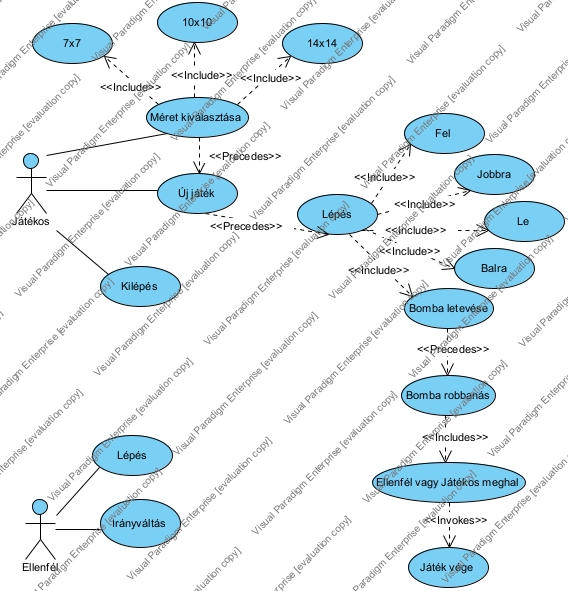 10x10
7x7
14x14
<<Include>>
<<Include>>
<<Include>>
Méret kiválasztása
<<Precedes>>
Játékos
Új játék
<<Precedes>>
Kilépés
Lépés
Fel
<<Include>>
Jobbra
<<Include>>
Le
<<Include>>
Balra
<<Include>>
<<Include>>
Bomba letevése
<<Precedes>>
Bomba robbanás
<<Includes>>
Ellenfél vagy Játékos meghal
<<Invokes>>
Játék vége
Lépés
Irányváltás
Ellenfél
Visual Paradigm Enterprise [evaluation copy]